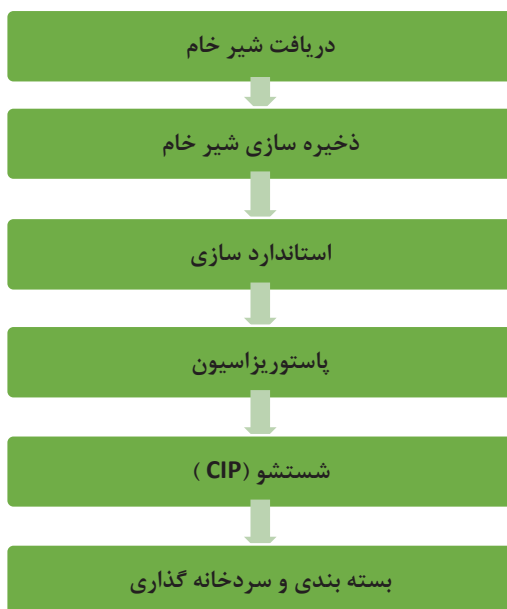 دریافت شیر خام
ذخیره سازی شیر خام
استاندارد سازی
پاستوریزاسیون
شستشو (CIP )
بسته بندی و سردخانه گذاری